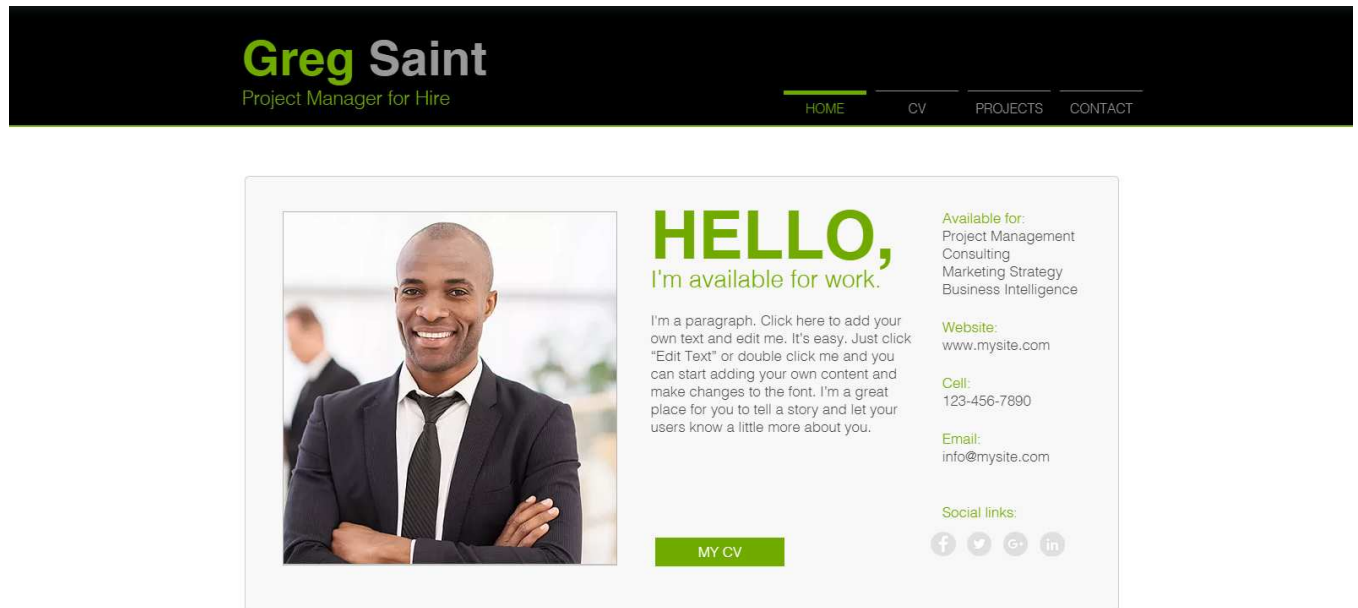 Greg Saint
Project Manager for Hire
HOME CV PROJECTS CONTACT
HELLO,
I'm available for work.
I'm a paragraph. Click here to add your
own text and edit me. It's easy. Just click
“Edit Text” or double click me and you
can start adding your own content and
make changes to the font. I'm a great
place for you to tell a story and let your
users know a little more about you.
MY CV
Available for:
Project Management
Consulting
Marketing Strategy
Business Intelligence
Website:
www.mysite.com
Cell:
123-456-7890
Email:
info@mysite.com
Social links:
f G+ in